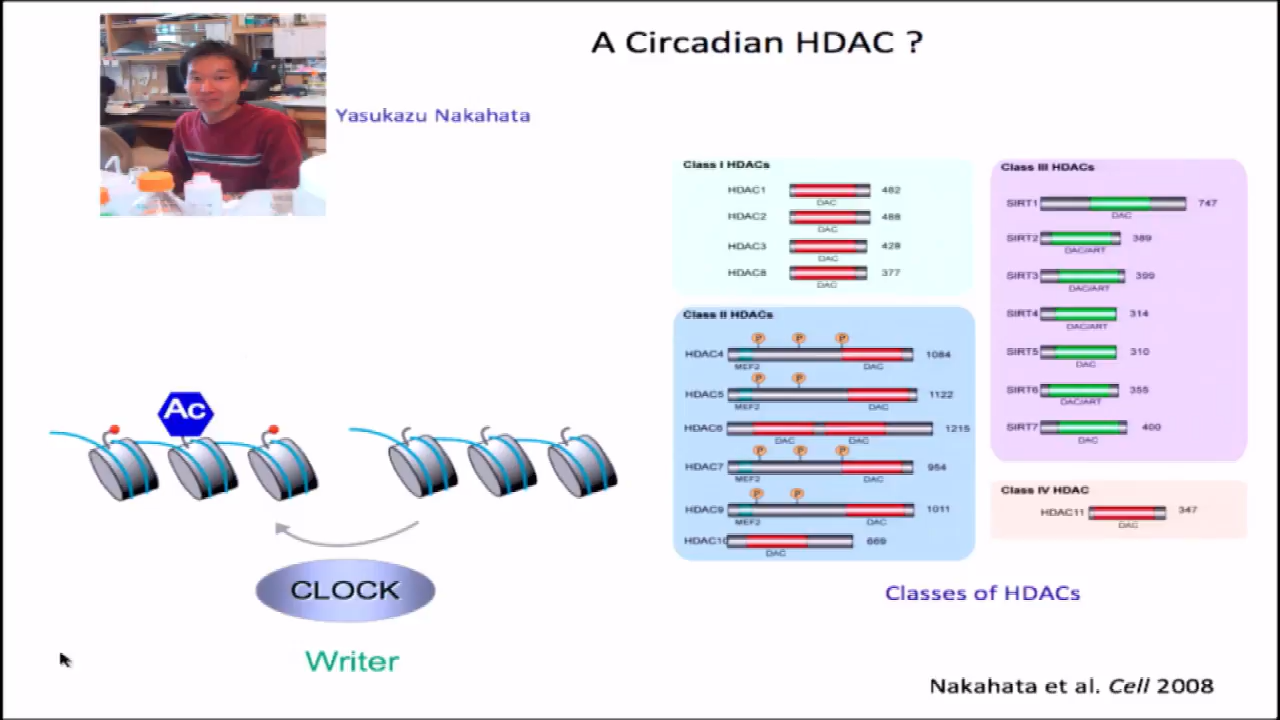 A Circadian HDAC ?
Yasukazu Nakahata
Class I HDACs
HDAC1 482
DAC
HDAC2 488
DAC
HDAC3 428
DAC
HDAC8 377
DAC
Class II HDACs
P P P
HDAC4 1084
MEF2 DAC
P P
HDAC5 1122
MEF2 DAC
HDAC6 1215
DAC DAC
P P P
HDAC7 954
MEF2 DAC
P P
HDAC9 1011
MEF2 DAC
HDAC10 669
DAC
Class III HDACs
SIRT1 747
DAC
SIRT2 389
DAC/ART
SIRT3 399
DAC/ART
SIRT4 314
DAC/ART
SIRT5 310
DAC
SIRT6 355
DAC/ART
SIRT7 400
DAC
Class IV HDAC
HDAC11 347
DAC
Classes of HDACs
Ac
CLOCK
Writer
Nakahata et al. Cell 2008